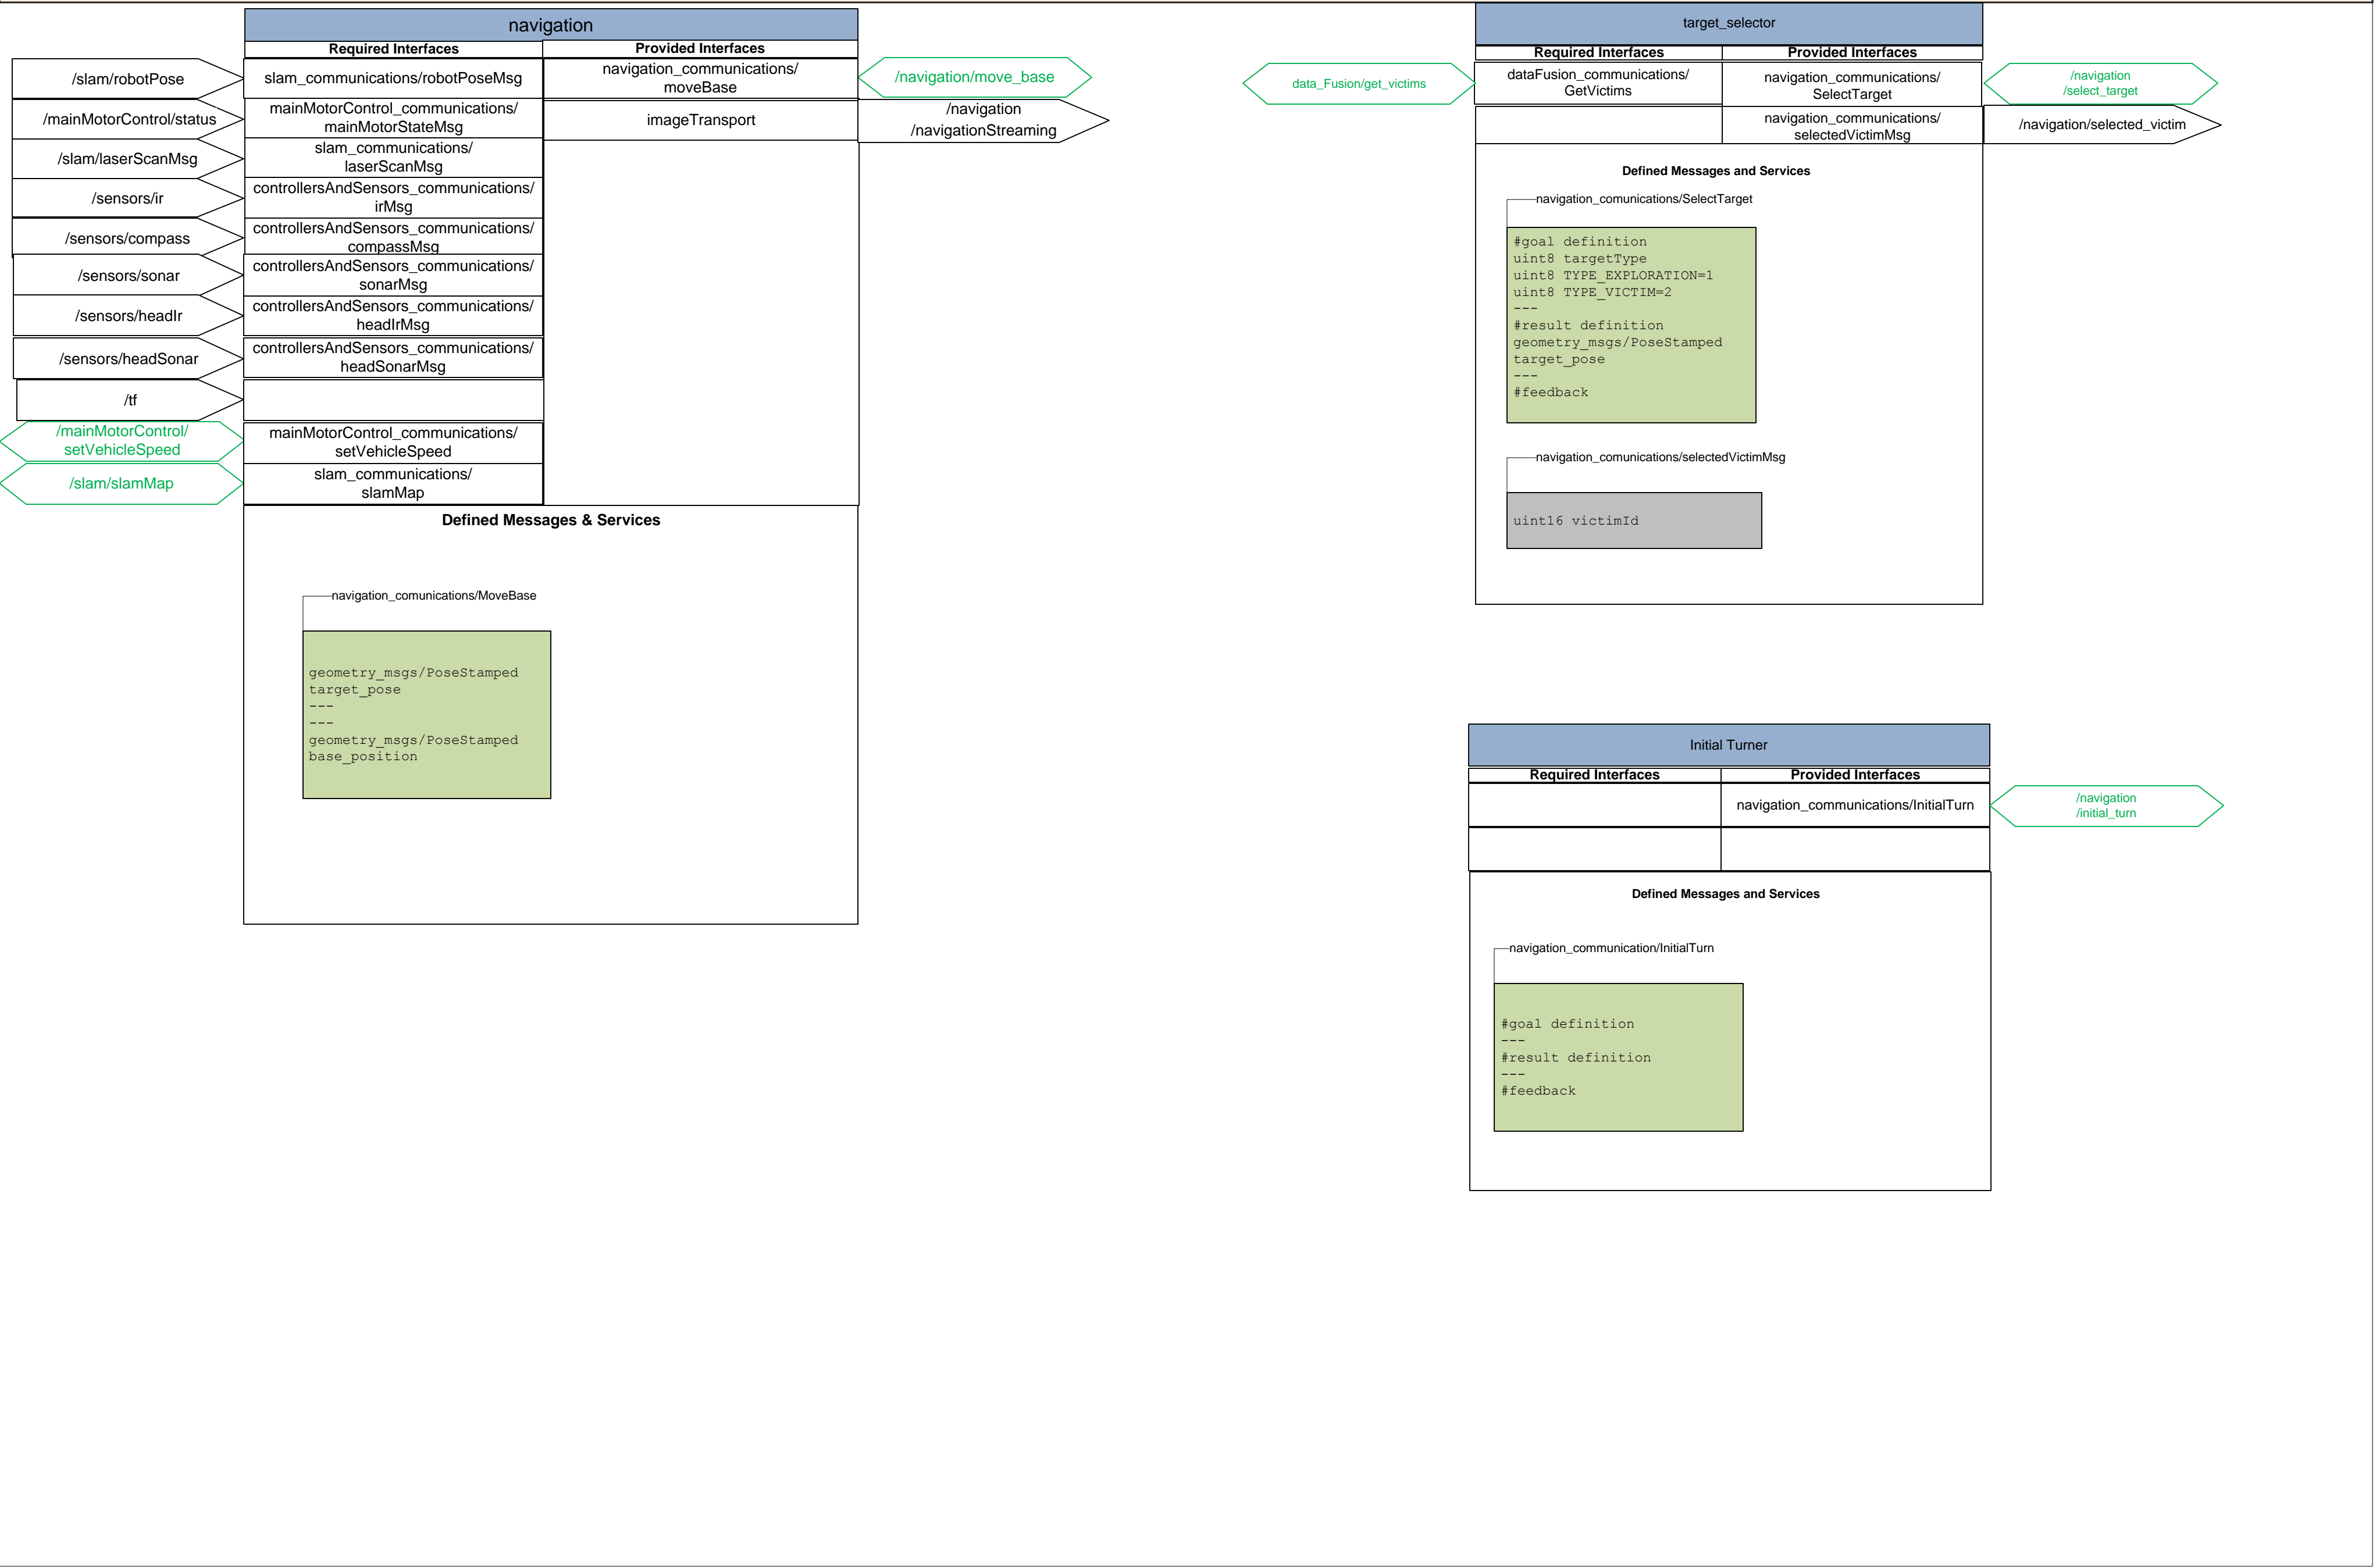 navigation
Required Interfaces
Provided Interfaces
/slam/robotPose
slam_communications/robotPoseMsg
navigation_communications/
moveBase
/navigation/move_base
/mainMotorControl/status
mainMotorControl_communications/
mainMotorStateMsg
imageTransport
/navigation
/navigationStreaming
/slam/laserScanMsg
slam_communications/
laserScanMsg
/sensors/ir
controllersAndSensors_communications/
irMsg
/sensors/compass
controllersAndSensors_communications/
compassMsg
/sensors/sonar
controllersAndSensors_communications/
sonarMsg
/sensors/headIr
controllersAndSensors_communications/
headIrMsg
/sensors/headSonar
controllersAndSensors_communications/
headSonarMsg
/tf
/mainMotorControl/
setVehicleSpeed
mainMotorControl_communications/
setVehicleSpeed
/slam/slamMap
slam_communications/
slamMap
Defined Messages & Services
navigation_comunications/MoveBase
geometry_msgs/PoseStamped
target_pose
---
---
geometry_msgs/PoseStamped
base_position
target_selector
Required Interfaces
Provided Interfaces
data_Fusion/get_victims
dataFusion_communications/
GetVictims
navigation_communications/
SelectTarget
/navigation
/select_target
navigation_communications/
selectedVictimMsg
/navigation/selected_victim
Defined Messages and Services
navigation_comunications/SelectTarget
#goal definition
uint8 targetType
uint8 TYPE_EXPLORATION=1
uint8 TYPE_VICTIM=2
---
#result definition
geometry_msgs/PoseStamped
target_pose
---
#feedback
navigation_comunications/selectedVictimMsg
uint16 victimId
Initial Turner
Required Interfaces
Provided Interfaces
navigation_communications/InitialTurn
/navigation
/initial_turn
Defined Messages and Services
navigation_communication/InitialTurn
#goal definition
---
#result definition
---
#feedback